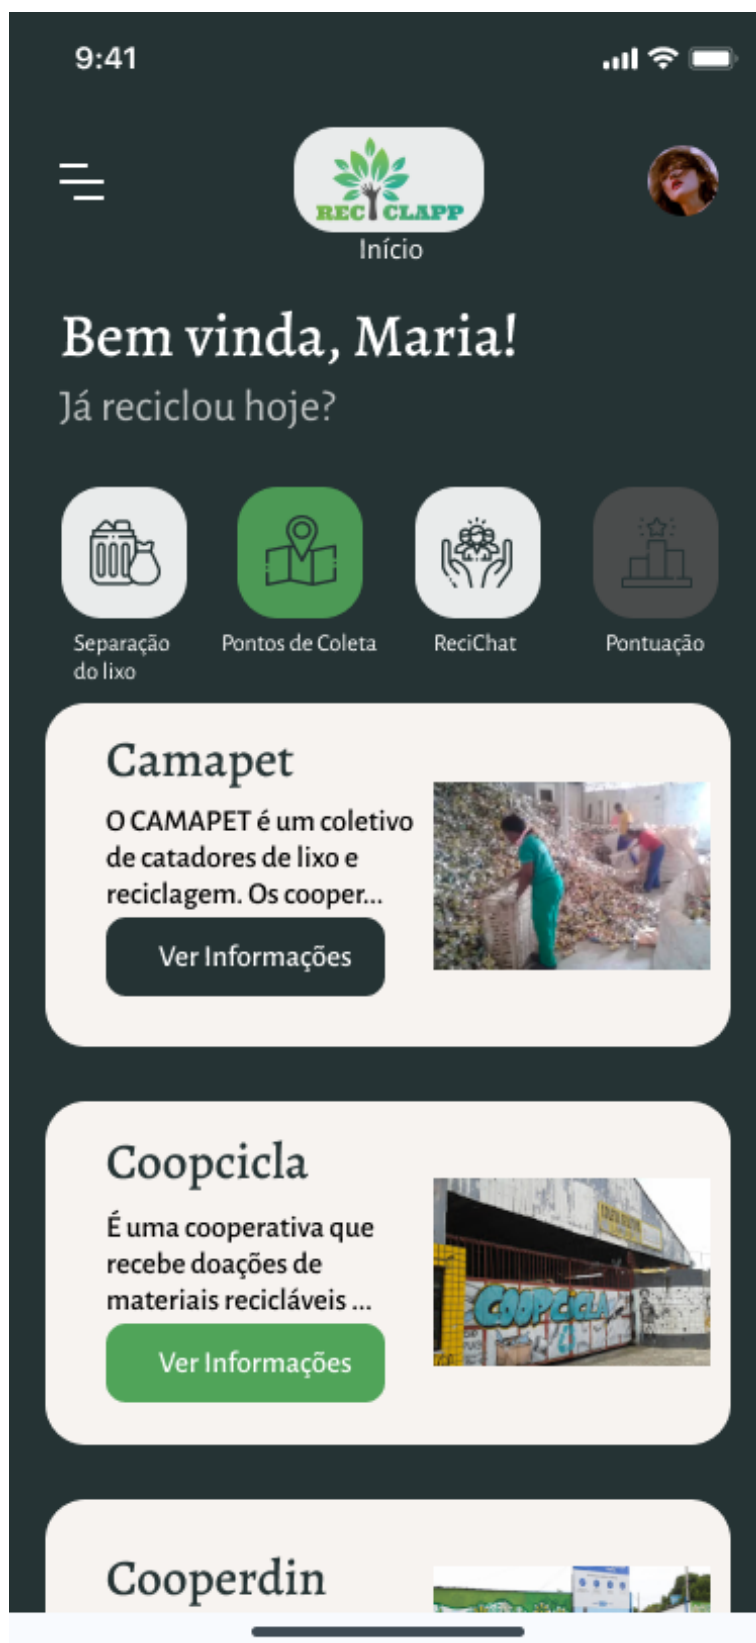 9:41
RECICLAPP
Início
Bem vinda, Maria!
Já reciclou hoje?
Separação
do lixo
Pontos de Coleta
ReciChat
Pontuação
Camapet
O CAMAPET é um coletivo
de catadores de lixo e
reciclagem. Os cooper...
Ver Informações
Coopcicla
É uma cooperativa que
recebe doações de
materiais recicláveis ...
COOPCICLA
Ver Informações
Cooperdin